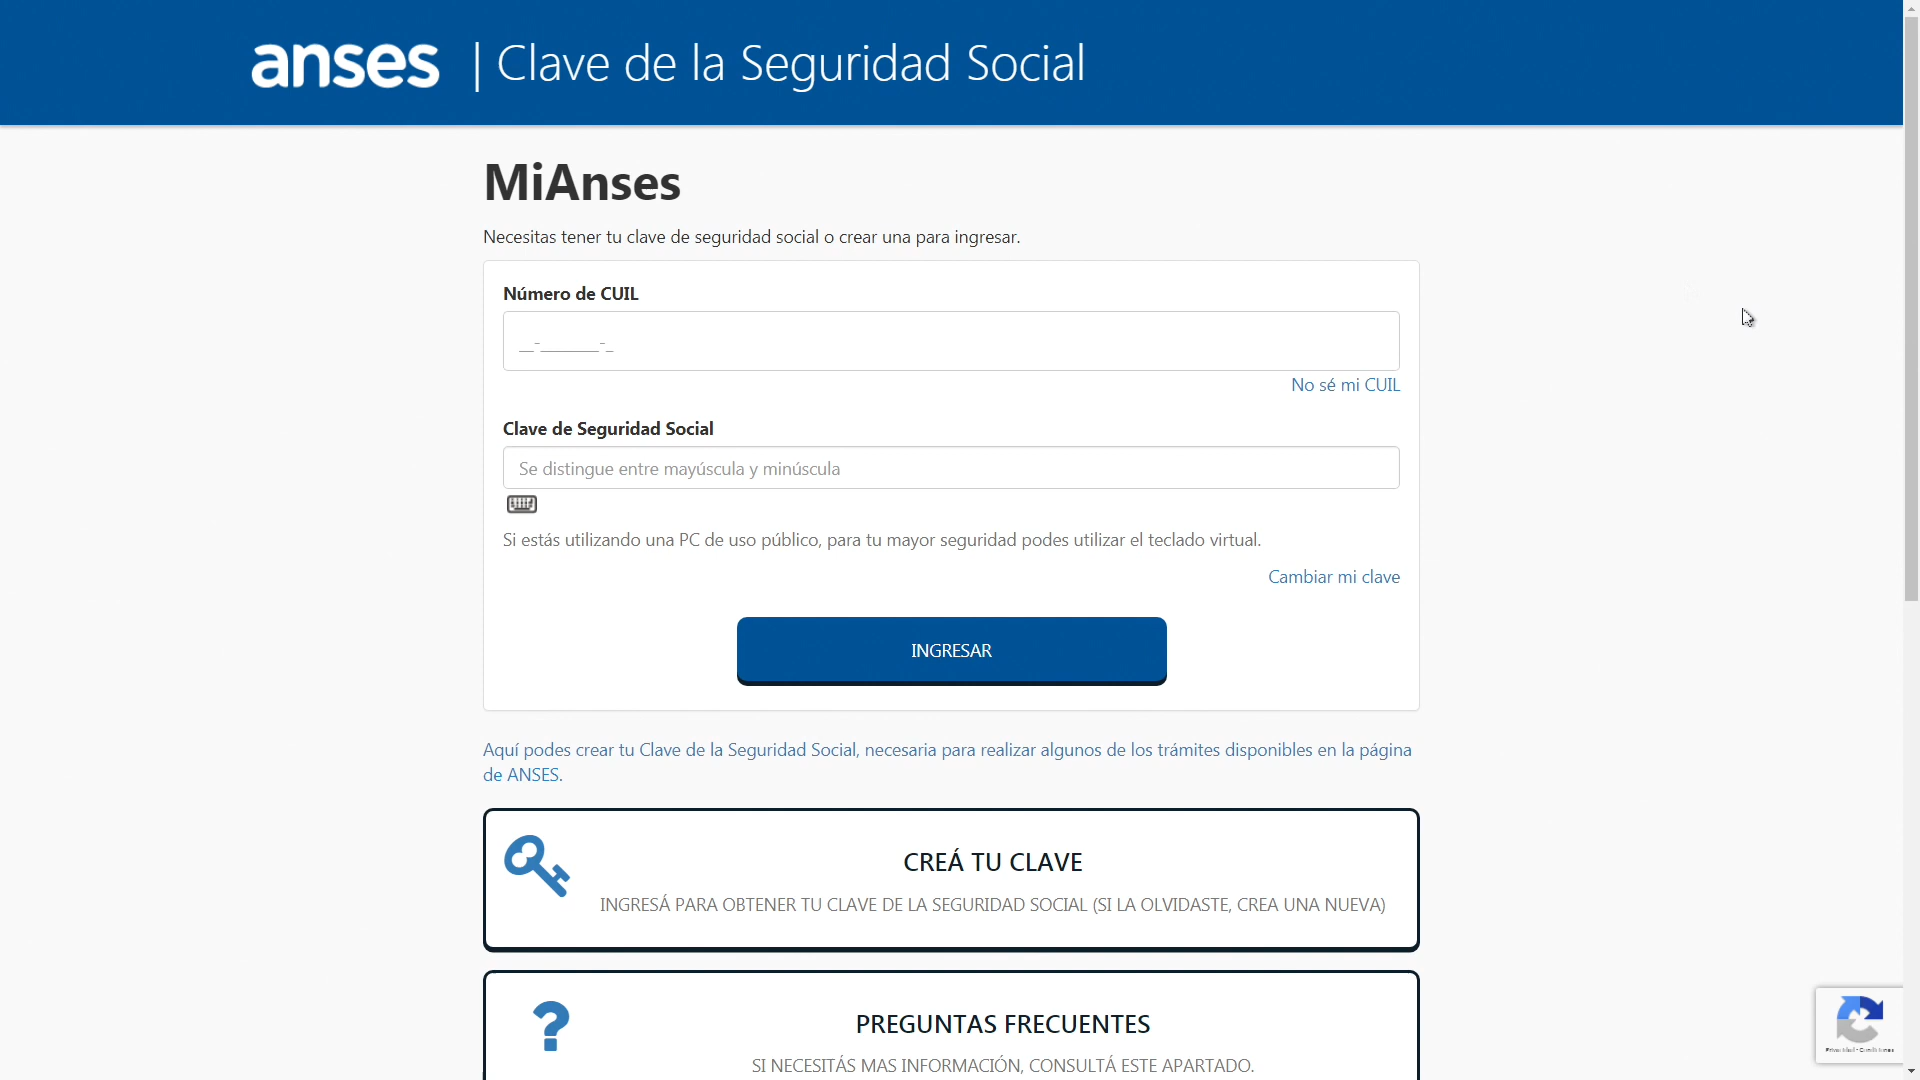 anses | Clave de la Seguridad Social
MiAnses
Necesitas tener tu clave de seguridad social o crear una para ingresar.
Número de CUIL
__-________-_
No sé mi CUIL
Clave de Seguridad Social
Se distingue entre mayúscula y minúscula
Si estás utilizando una PC de uso público, para tu mayor seguridad podes utilizar el teclado virtual.
Cambiar mi clave
INGRESAR
Aquí podes crear tu Clave de la Seguridad Social, necesaria para realizar algunos de los trámites disponibles en la página
de ANSES.
CREÁ TU CLAVE
INGRESÁ PARA OBTENER TU CLAVE DE LA SEGURIDAD SOCIAL (SI LA OLVIDASTE, CREA UNA NUEVA)
PREGUNTAS FRECUENTES
SI NECESITÁS MAS INFORMACIÓN, CONSULTÁ ESTE APARTADO.